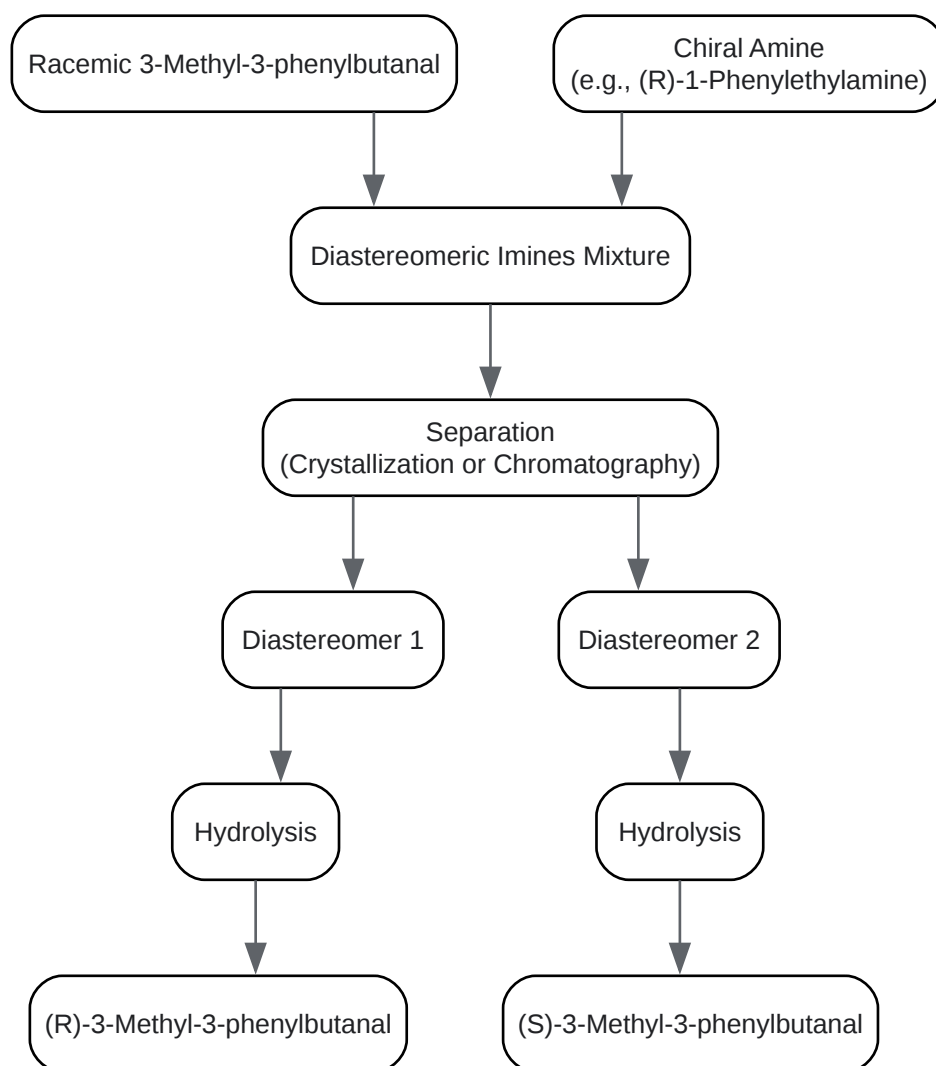 Racemic 3-Methyl-3-phenylbutanal
Chiral Amine
(e.g., (R)-1-Phenylethylamine)
Diastereomeric Imines Mixture
Separation
(Crystallization or Chromatography)
Diastereomer 1
Diastereomer 2
Hydrolysis
Hydrolysis
(R)-3-Methyl-3-phenylbutanal
(S)-3-Methyl-3-phenylbutanal